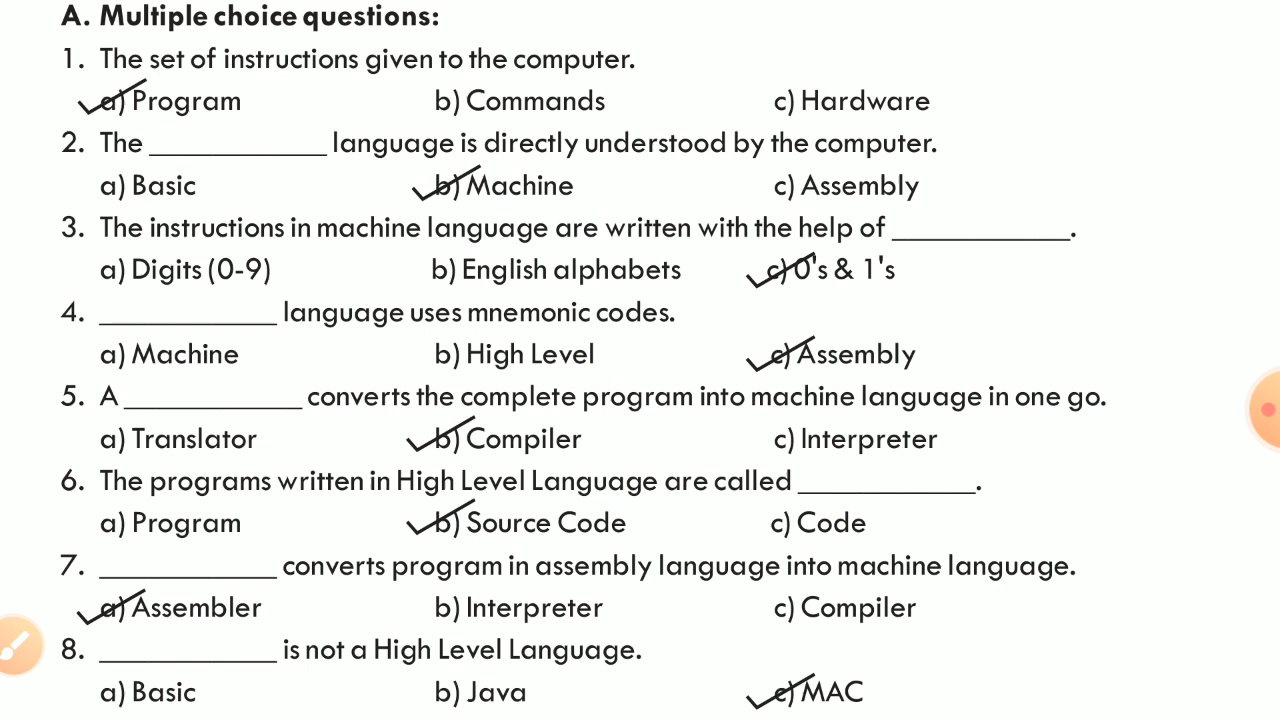 A. Multiple choice questions:
1. The set of instructions given to the computer.
a) Program b) Commands c) Hardware
2. The ____________ language is directly understood by the computer.
a) Basic b) Machine c) Assembly
3. The instructions in machine language are written with the help of ____________.
a) Digits (0-9) b) English alphabets c) 0's & 1's
4. ____________ language uses mnemonic codes.
a) Machine b) High Level c) Assembly
5. A ____________ converts the complete program into machine language in one go.
a) Translator b) Compiler c) Interpreter
6. The programs written in High Level Language are called ____________.
a) Program b) Source Code c) Code
7. ____________ converts program in assembly language into machine language.
a) Assembler b) Interpreter c) Compiler
8. ____________ is not a High Level Language.
a) Basic b) Java c) MAC